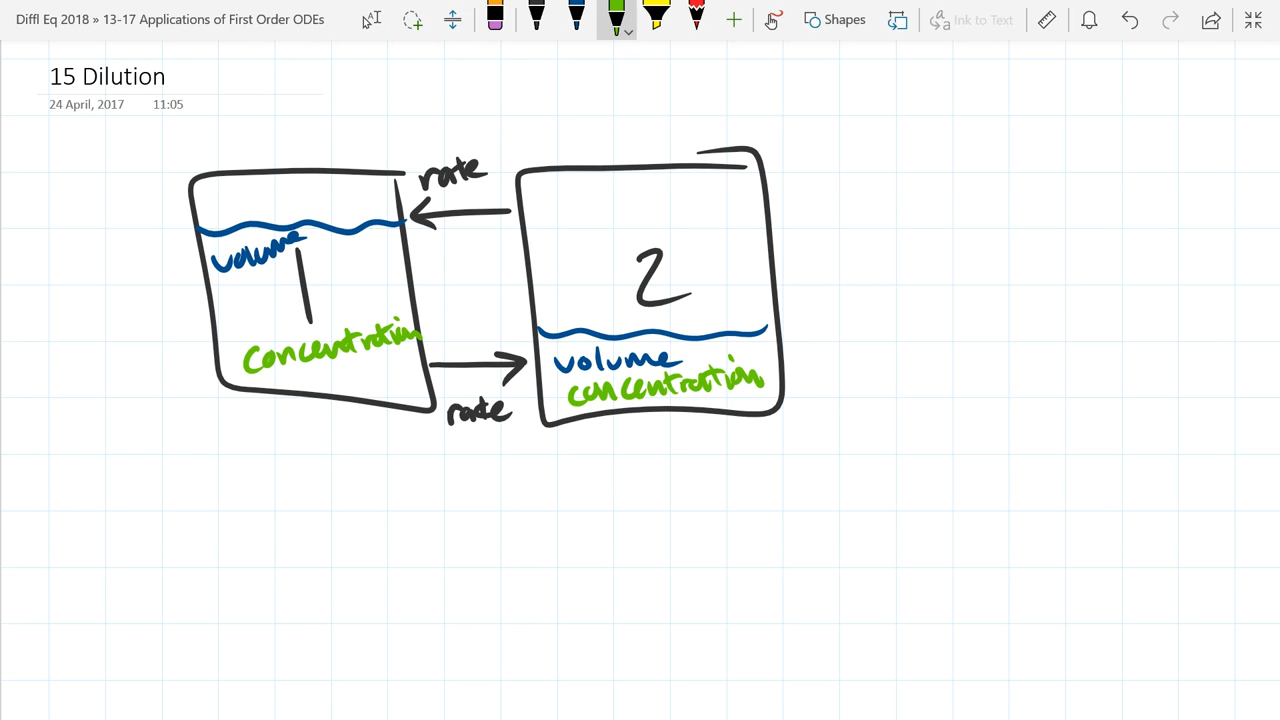 Diffl Eq 2018 » 13-17 Applications of First Order ODEs
Shapes
Ink to Text
15 Dilution
24 April, 2017 11:05
rate
volume
1
2
concentration
volume
concentration
rate